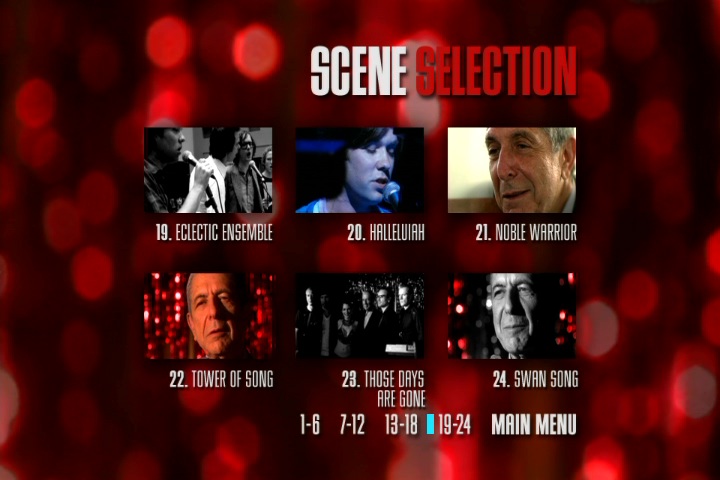 SCENE SELECTION
19. ECLECTIC ENSEMBLE
20. HALLELUJAH
21. NOBLE WARRIOR
22. TOWER OF SONG
23. THOSE DAYS
ARE GONE
24. SWAN SONG
1-6 7-12 13-18 19-24 MAIN MENU